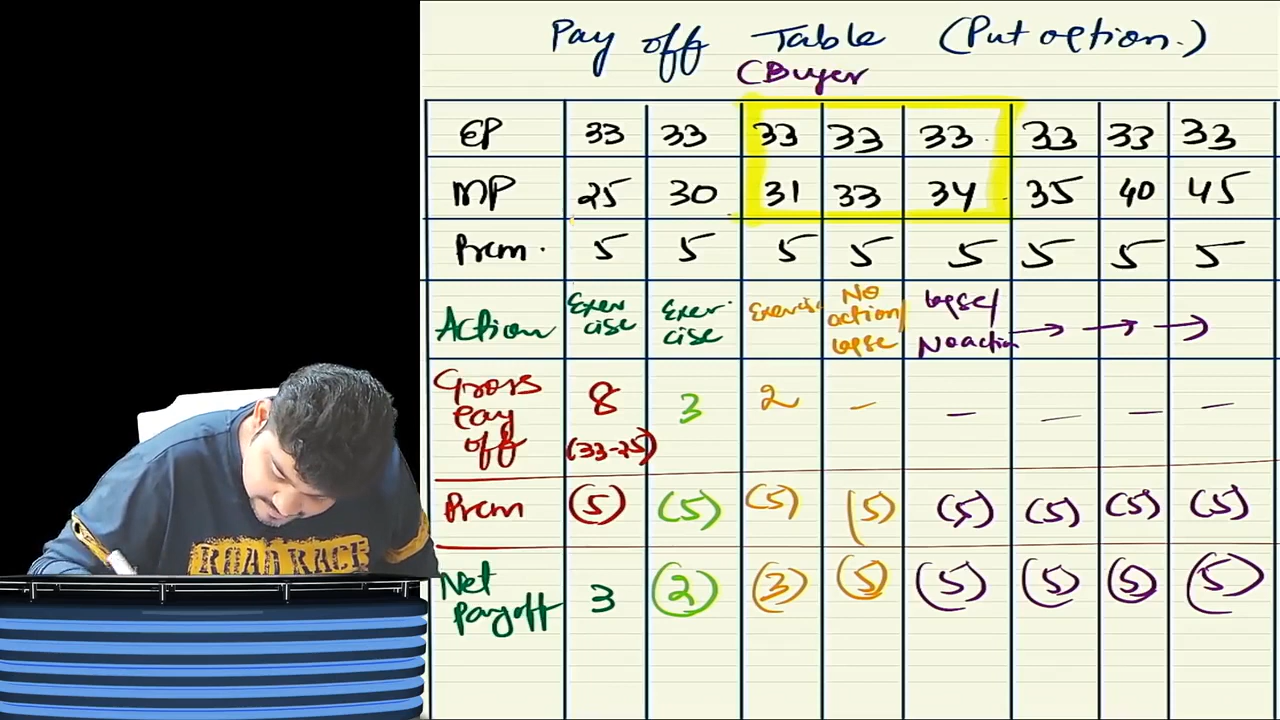 Pay off Table (Put option.)
(Buyer
EP 33 33 33 33 33 33 33 33
MP 25 30 31 33 34 35 40 45
Prem. 5 5 5 5 5 5 5 5
Action Exercise Exercise Exercise No action/lapse lapse/No action → → →
Gross Pay off 8 (33-25) 3 2 – – – – –
Prem (5) (5) (5) (5) (5) (5) (5) (5)
Net Payoff 3 (2) (3) (5) (5) (5) (5) (5)
ROAD RACE